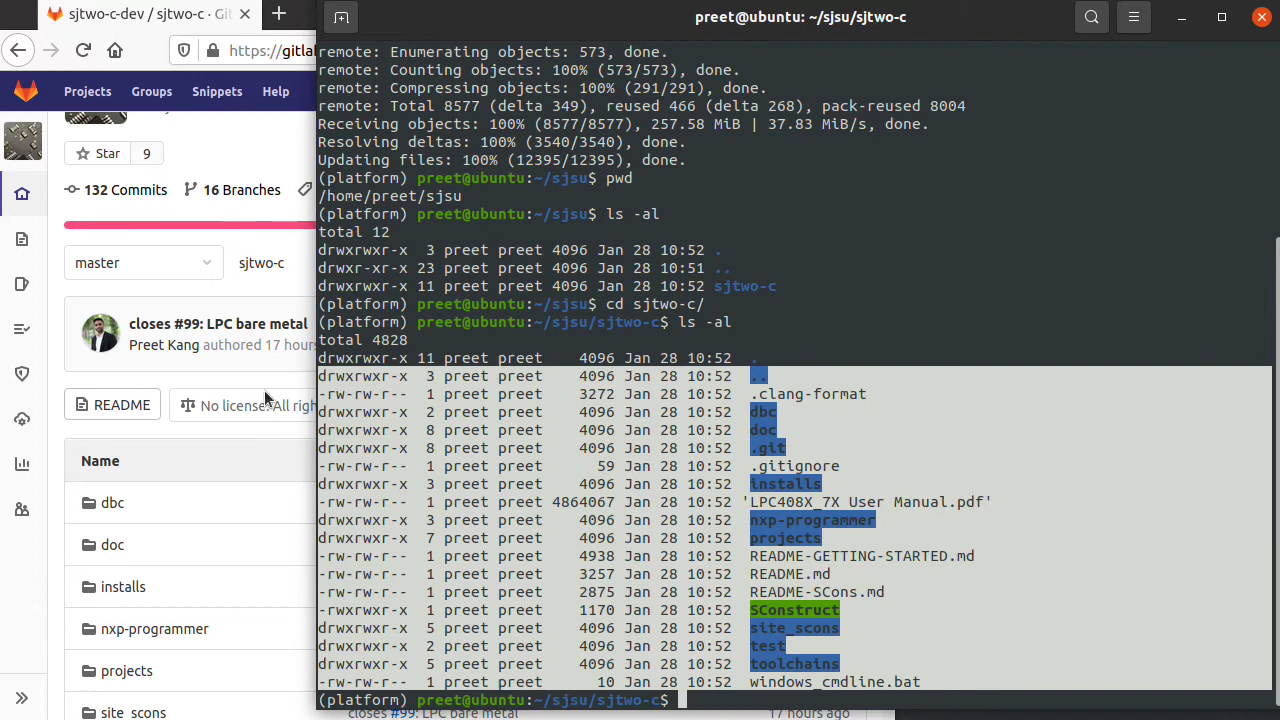 sjtwo-c-dev / sjtwo-c · Git
https://gitlab
Projects Groups Snippets Help
Star 9
132 Commits 16 Branches
master sjtwo-c
closes #99: LPC bare metal
Preet Kang authored 17 hours
README No license. All righ
Name
dbc
doc
installs
nxp-programmer
projects
site_scons
closes #99: LPC bare metal 17 hours ago
preet@ubuntu: ~/sjsu/sjtwo-c
remote: Enumerating objects: 573, done.
remote: Counting objects: 100% (573/573), done.
remote: Compressing objects: 100% (291/291), done.
remote: Total 8577 (delta 349), reused 466 (delta 268), pack-reused 8004
Receiving objects: 100% (8577/8577), 257.58 MiB | 37.83 MiB/s, done.
Resolving deltas: 100% (3540/3540), done.
Updating files: 100% (12395/12395), done.
(platform) preet@ubuntu:~/sjsu$ pwd
/home/preet/sjsu
(platform) preet@ubuntu:~/sjsu$ ls -al
total 12
drwxrwxr-x 3 preet preet 4096 Jan 28 10:52 .
drwxr-xr-x 23 preet preet 4096 Jan 28 10:51 ..
drwxrwxr-x 11 preet preet 4096 Jan 28 10:52 sjtwo-c
(platform) preet@ubuntu:~/sjsu$ cd sjtwo-c/
(platform) preet@ubuntu:~/sjsu/sjtwo-c$ ls -al
total 4828
drwxrwxr-x 11 preet preet 4096 Jan 28 10:52 .
drwxrwxr-x 3 preet preet 4096 Jan 28 10:52 ..
-rw-rw-r-- 1 preet preet 3272 Jan 28 10:52 .clang-format
drwxrwxr-x 2 preet preet 4096 Jan 28 10:52 dbc
drwxrwxr-x 8 preet preet 4096 Jan 28 10:52 doc
drwxrwxr-x 8 preet preet 4096 Jan 28 10:52 .git
-rw-rw-r-- 1 preet preet 59 Jan 28 10:52 .gitignore
drwxrwxr-x 3 preet preet 4096 Jan 28 10:52 installs
-rw-rw-r-- 1 preet preet 4864067 Jan 28 10:52 'LPC408X_7X User Manual.pdf'
drwxrwxr-x 3 preet preet 4096 Jan 28 10:52 nxp-programmer
drwxrwxr-x 7 preet preet 4096 Jan 28 10:52 projects
-rw-rw-r-- 1 preet preet 4938 Jan 28 10:52 README-GETTING-STARTED.md
-rw-rw-r-- 1 preet preet 3257 Jan 28 10:52 README.md
-rw-rw-r-- 1 preet preet 2875 Jan 28 10:52 README-SCons.md
-rwxrwxr-x 1 preet preet 1170 Jan 28 10:52 SConstruct
drwxrwxr-x 5 preet preet 4096 Jan 28 10:52 site_scons
drwxrwxr-x 2 preet preet 4096 Jan 28 10:52 test
drwxrwxr-x 5 preet preet 4096 Jan 28 10:52 toolchains
-rw-rw-r-- 1 preet preet 10 Jan 28 10:52 windows_cmdline.bat
(platform) preet@ubuntu:~/sjsu/sjtwo-c$